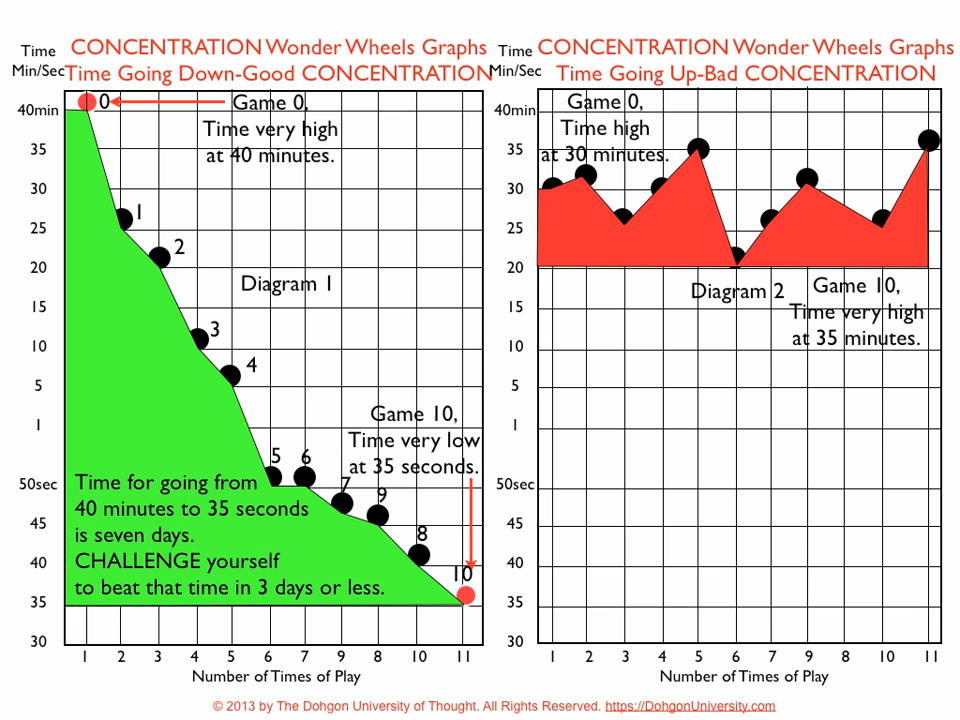 Time
Min/Sec
CONCENTRATION Wonder Wheels Graphs
Time Going Down-Good CONCENTRATION
40min
35
30
25
20
15
10
5
1
50sec
45
40
35
30
0
Game 0,
Time very high
at 40 minutes.
1
2
Diagram 1
3
4
Game 10,
Time very low
at 35 seconds.
5
6
7
9
8
10
Time for going from
40 minutes to 35 seconds
is seven days.
CHALLENGE yourself
to beat that time in 3 days or less.
1 2 3 4 5 6 7 9 8 10 11
Number of Times of Play
Time
Min/Sec
CONCENTRATION Wonder Wheels Graphs
Time Going Up-Bad CONCENTRATION
40min
35
30
25
20
15
10
5
1
50sec
45
40
35
30
Game 0,
Time high
at 30 minutes.
Diagram 2
Game 10,
Time very high
at 35 minutes.
1 2 3 4 5 6 7 9 8 10 11
Number of Times of Play
© 2013 by The Dohgon University of Thought. All Rights Reserved. https://DohgonUniversity.com